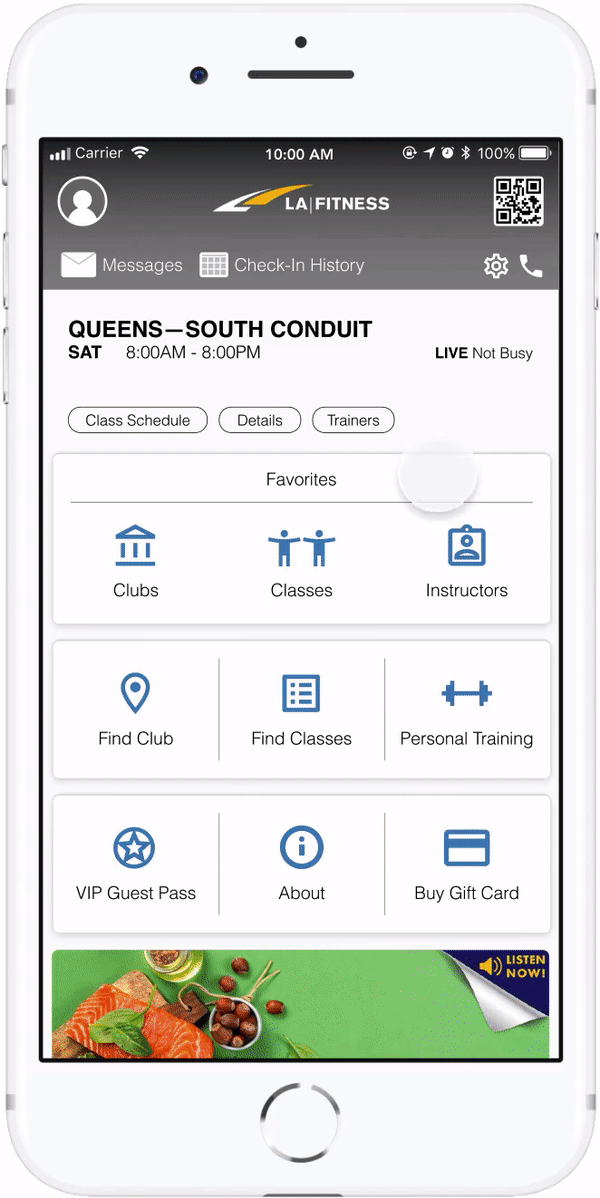 Carrier 10:00 AM 100%
LA|FITNESS
Messages Check-In History
QUEENS—SOUTH CONDUIT
SAT 8:00AM - 8:00PM LIVE Not Busy
Class Schedule Details Trainers
Favorites
Clubs Classes Instructors
Find Club Find Classes Personal Training
VIP Guest Pass About Buy Gift Card
LISTEN
NOW!